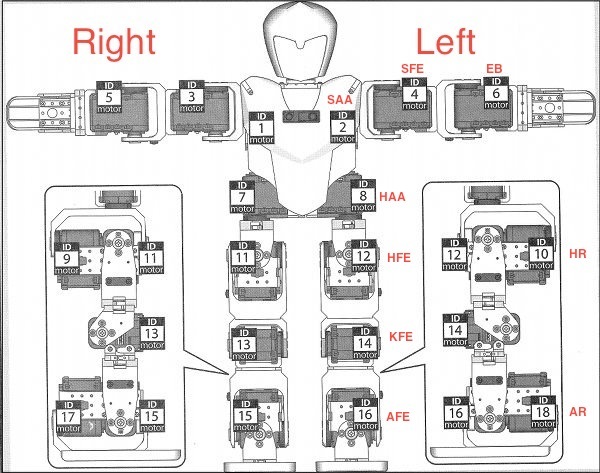 Right
Left
SFE
EB
ID
5
motor
ID
3
motor
ID
4
motor
ID
6
motor
SAA
ID
1
motor
ID
2
motor
ID
7
motor
ID
8
motor
HAA
ID
9
motor
ID
11
motor
ID
11
motor
ID
12
motor
HFE
ID
12
motor
ID
10
motor
HR
ID
13
motor
ID
13
motor
ID
14
motor
KFE
ID
14
motor
ID
17
motor
ID
15
motor
ID
15
motor
ID
16
motor
AFE
ID
16
motor
ID
18
motor
AR